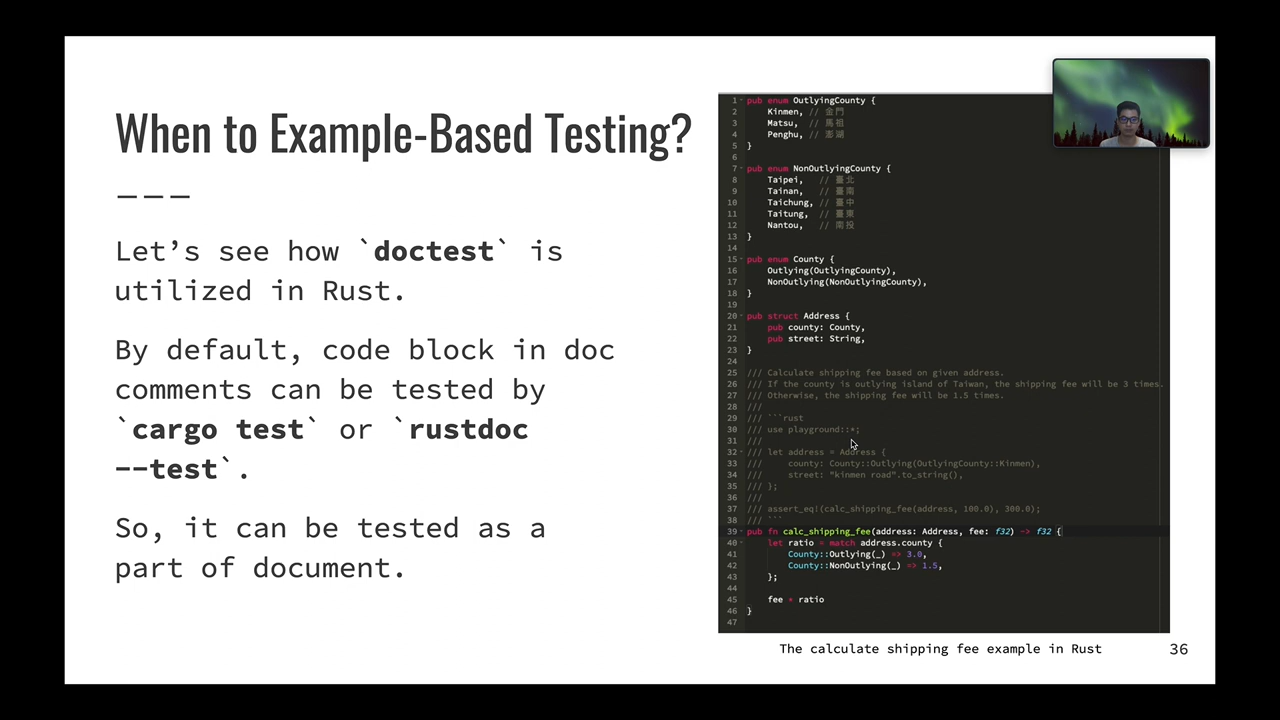 When to Example-Based Testing?
———
Let’s see how `doctest` is
utilized in Rust.
By default, code block in doc
comments can be tested by
`cargo test` or `rustdoc
--test`.
So, it can be tested as a
part of document.
1 pub enum OutlyingCounty {
2 Kinmen, // 金門
3 Matsu, // 馬祖
4 Penghu, // 澎湖
5 }
6
7 pub enum NonOutlyingCounty {
8 Taipei, // 臺北
9 Tainan, // 臺南
10 Taichung, // 臺中
11 Taitung, // 臺東
12 Nantou, // 南投
13 }
14
15 pub enum County {
16 Outlying(OutlyingCounty),
17 NonOutlying(NonOutlyingCounty),
18 }
19
20 pub struct Address {
21 pub county: County,
22 pub street: String,
23 }
24
25 /// Calculate shipping fee based on given address.
26 /// If the county is outlying island of Taiwan, the shipping fee will be 3 times.
27 /// Otherwise, the shipping fee will be 1.5 times.
28 ///
29 /// ```rust
30 /// use playground::*;
31 ///
32 /// let address = Address {
33 /// county: County::Outlying(OutlyingCounty::Kinmen),
34 /// street: "kinmen road".to_string(),
35 /// };
36 ///
37 /// assert_eq!(calc_shipping_fee(address, 100.0), 300.0);
38 /// ```
39 pub fn calc_shipping_fee(address: Address, fee: f32) -> f32 {
40 let ratio = match address.county {
41 County::Outlying(_) => 3.0,
42 County::NonOutlying(_) => 1.5,
43 };
44
45 fee * ratio
46 }
47
The calculate shipping fee example in Rust
36